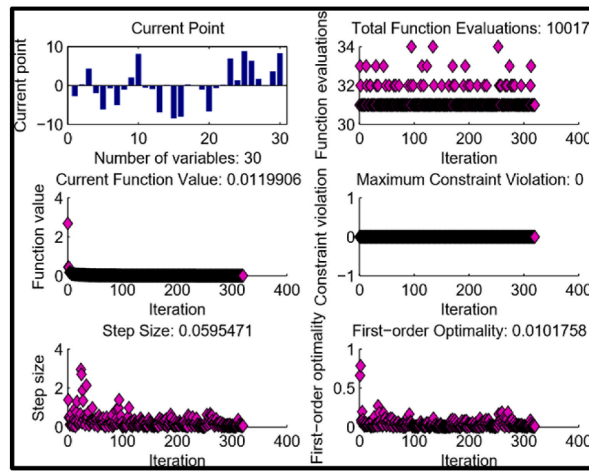 Current Point
Current point
10
0
-10
0
10
20
30
Number of variables: 30
Total Function Evaluations: 10017
Function evaluations
34
33
32
31
30
0
100
200
300
400
Iteration
Current Function Value: 0.0119906
Function value
4
2
0
0
100
200
300
400
Iteration
Maximum Constraint Violation: 0
Constraint violation
1
0
-1
0
100
200
300
400
Iteration
Step Size: 0.0595471
Step size
4
2
0
0
100
200
300
400
Iteration
First-order Optimality: 0.0101758
First-order optimality
1
0.5
0
0
100
200
300
400
Iteration